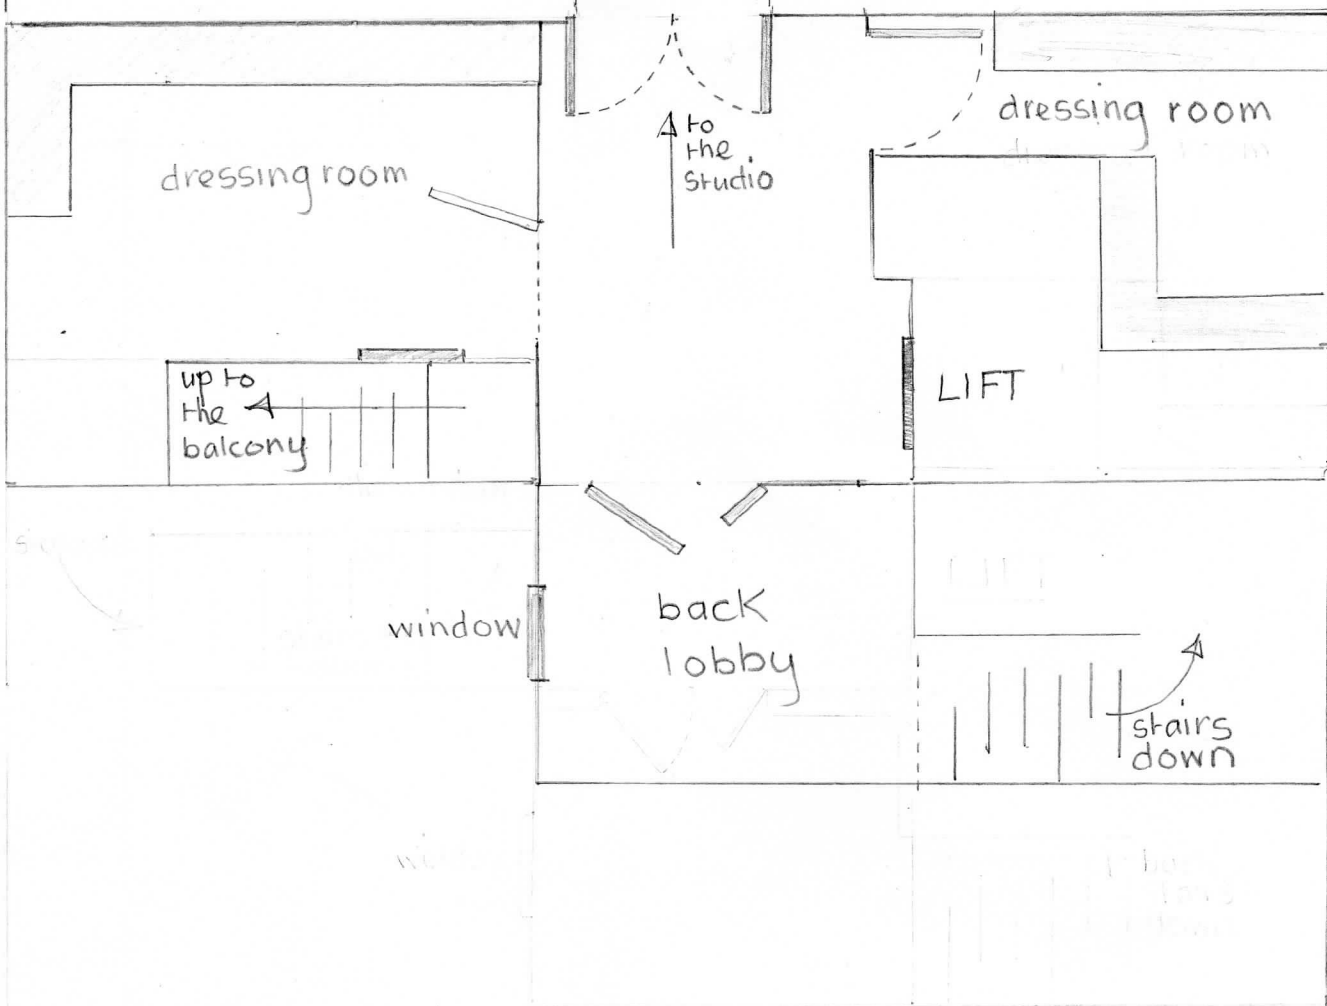 dressing room
to
the
studio
dressing room
up to
the
balcony
LIFT
window
back
lobby
stairs
down